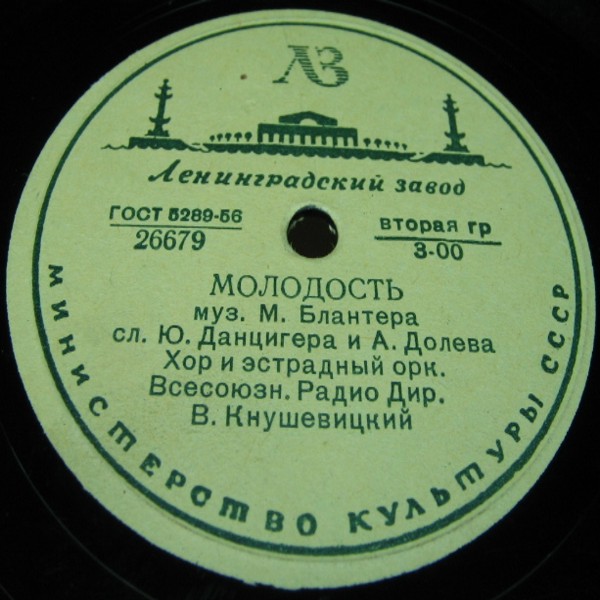 ЛЗ
Ленинградский завод
ГОСТ 5289-56
26679
вторая гр
3-00
МОЛОДОСТЬ
муз. М. Блантера
сл. Ю. Данцигера и А. Долева
Хор и эстрадный орк.
Всесоюзн. Радио Дир.
В. Кнушевицкий
МИНИСТЕРСТВО КУЛЬТУРЫ СССР